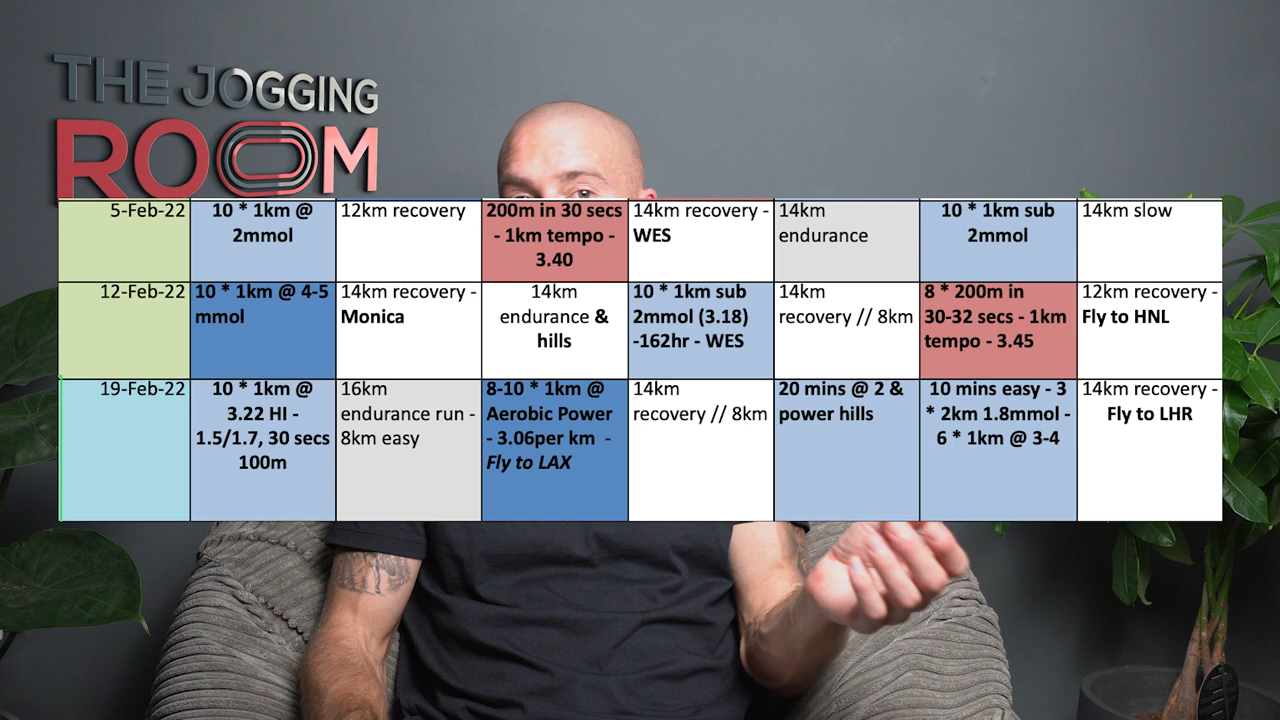 THE JOGGING
ROOM
5-Feb-22
10 * 1km @
2mmol
12km recovery
200m in 30 secs
- 1km tempo -
3.40
14km recovery -
WES
14km
endurance
10 * 1km sub
2mmol
14km slow
12-Feb-22
10 * 1km @ 4-5
mmol
14km recovery -
Monica
14km
endurance & 
hills
10 * 1km sub
2mmol (3.18)
-162hr - WES
14km
recovery // 8km
8 * 200m in
30-32 secs - 1km
tempo - 3.45
12km recovery -
Fly to HNL
19-Feb-22
10 * 1km @
3.22 HI -
1.5/1.7, 30 secs
100m
16km
endurance run -
8km easy
8-10 * 1km @
Aerobic Power
- 3.06per km -
Fly to LAX
14km
recovery // 8km
20 mins @ 2 &
power hills
10 mins easy - 3
* 2km 1.8mmol -
6 * 1km @ 3-4
14km recovery -
Fly to LHR